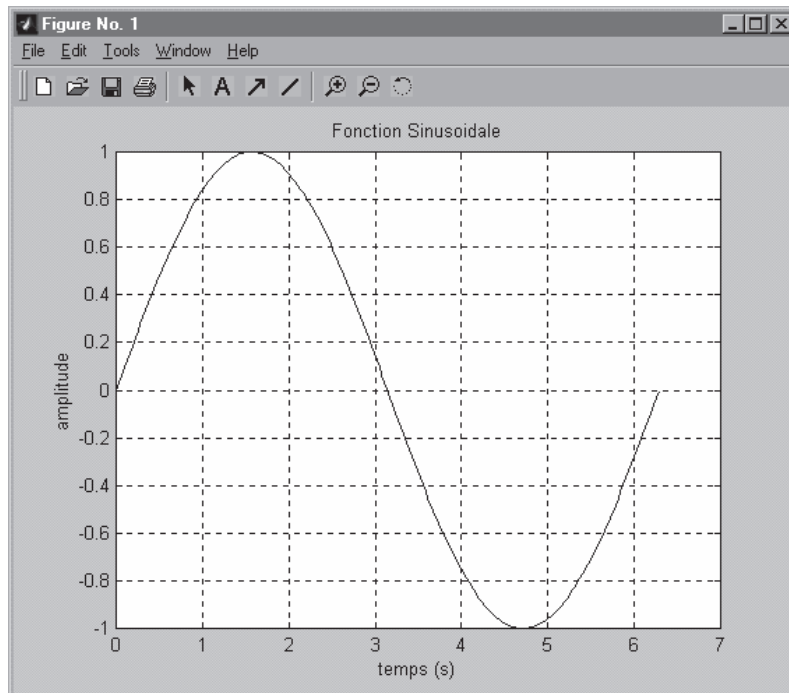 Figure No. 1
File Edit Tools Window Help
A
Fonction Sinusoidale
1
0.8
0.6
0.4
0.2
0
-0.2
-0.4
-0.6
-0.8
-1
amplitude
0 1 2 3 4 5 6 7
temps (s)